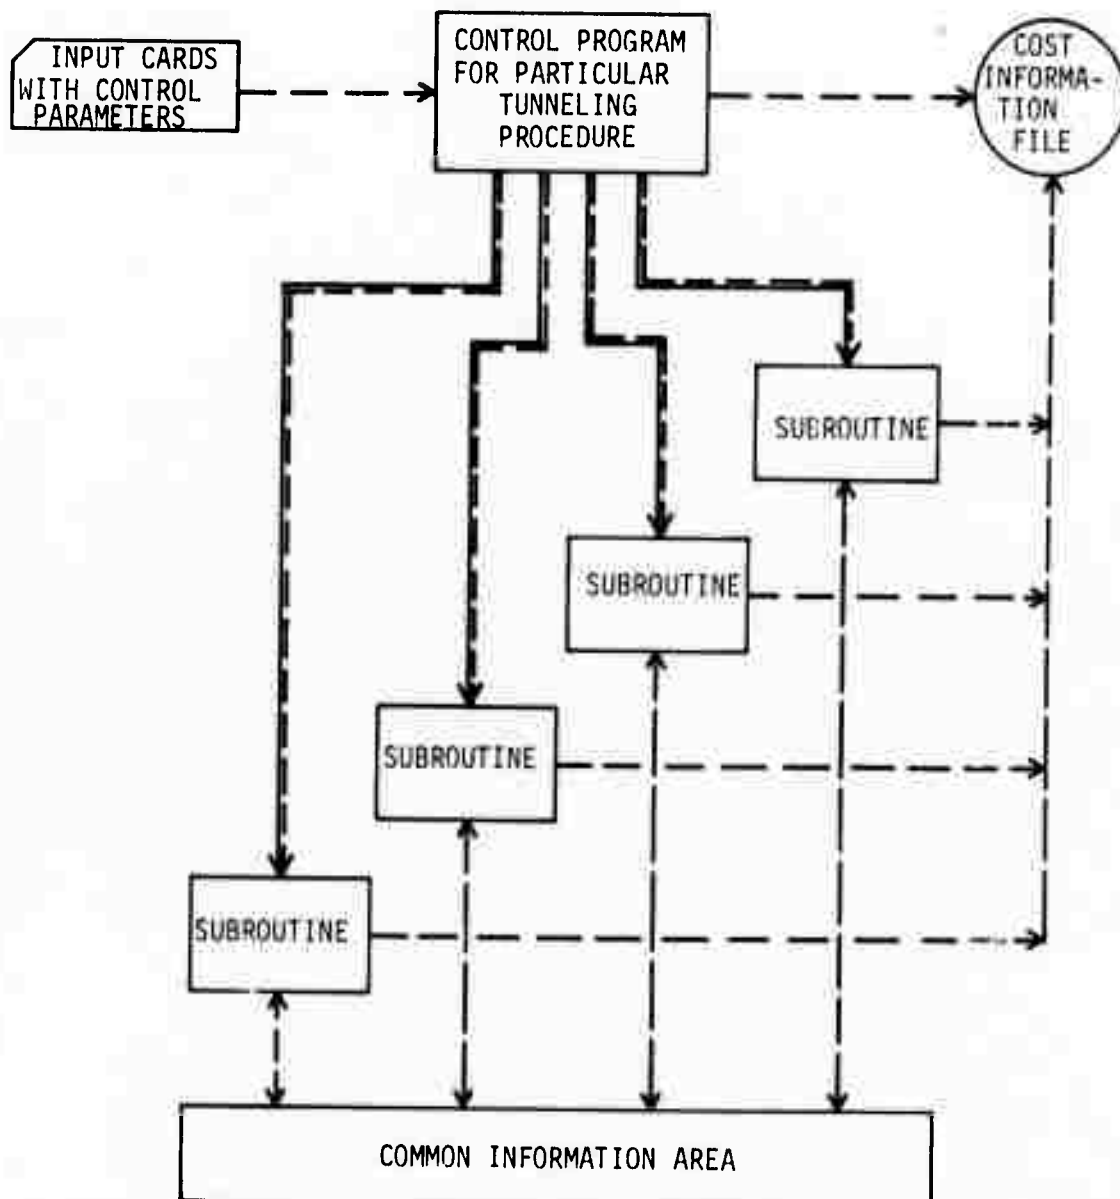 INPUT CARDS
WITH CONTROL
PARAMETERS
CONTROL PROGRAM
FOR PARTICULAR
TUNNELING
PROCEDURE
COST
INFORMA-
TION
FILE
SUBROUTINE
SUBROUTINE
SUBROUTINE
SUBROUTINE
COMMON INFORMATION AREA